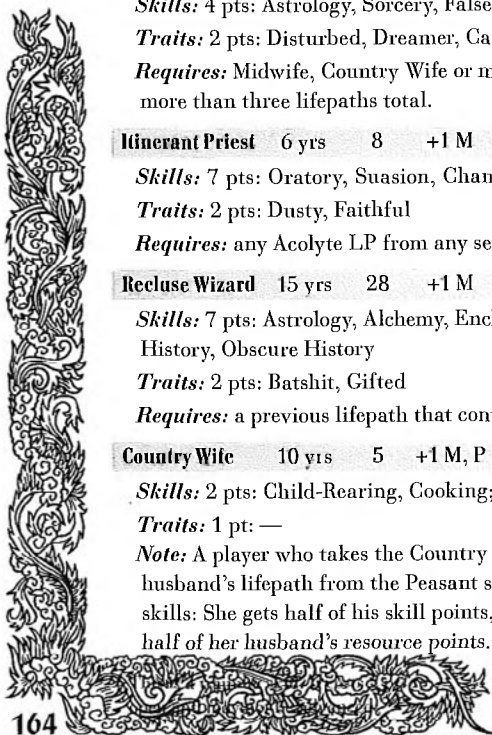 Skills: 4 pts: Astrology, Sorcery, False
Traits: 2 pts: Disturbed, Dreamer, Ca
Requires: Midwife, Country Wife or m
more than three lifepaths total.
Itinerant Priest 6 yrs 8 +1 M
Skills: 7 pts: Oratory, Suasion, Chan
Traits: 2 pts: Dusty, Faithful
Requires: any Acolyte LP from any se
Recluse Wizard 15 yrs 28 +1 M
Skills: 7 pts: Astrology, Alchemy, Encl
History, Obscure History
Traits: 2 pts: Batshit, Gifted
Requires: a previous lifepath that con
Country Wife 10 yrs 5 +1 M, P
Skills: 2 pts: Child-Rearing, Cooking;
Traits: 1 pt: —
Note: A player who takes the Country
husband's lifepath from the Peasant s
skills: She gets half of his skill points,
half of her husband's resource points.
164